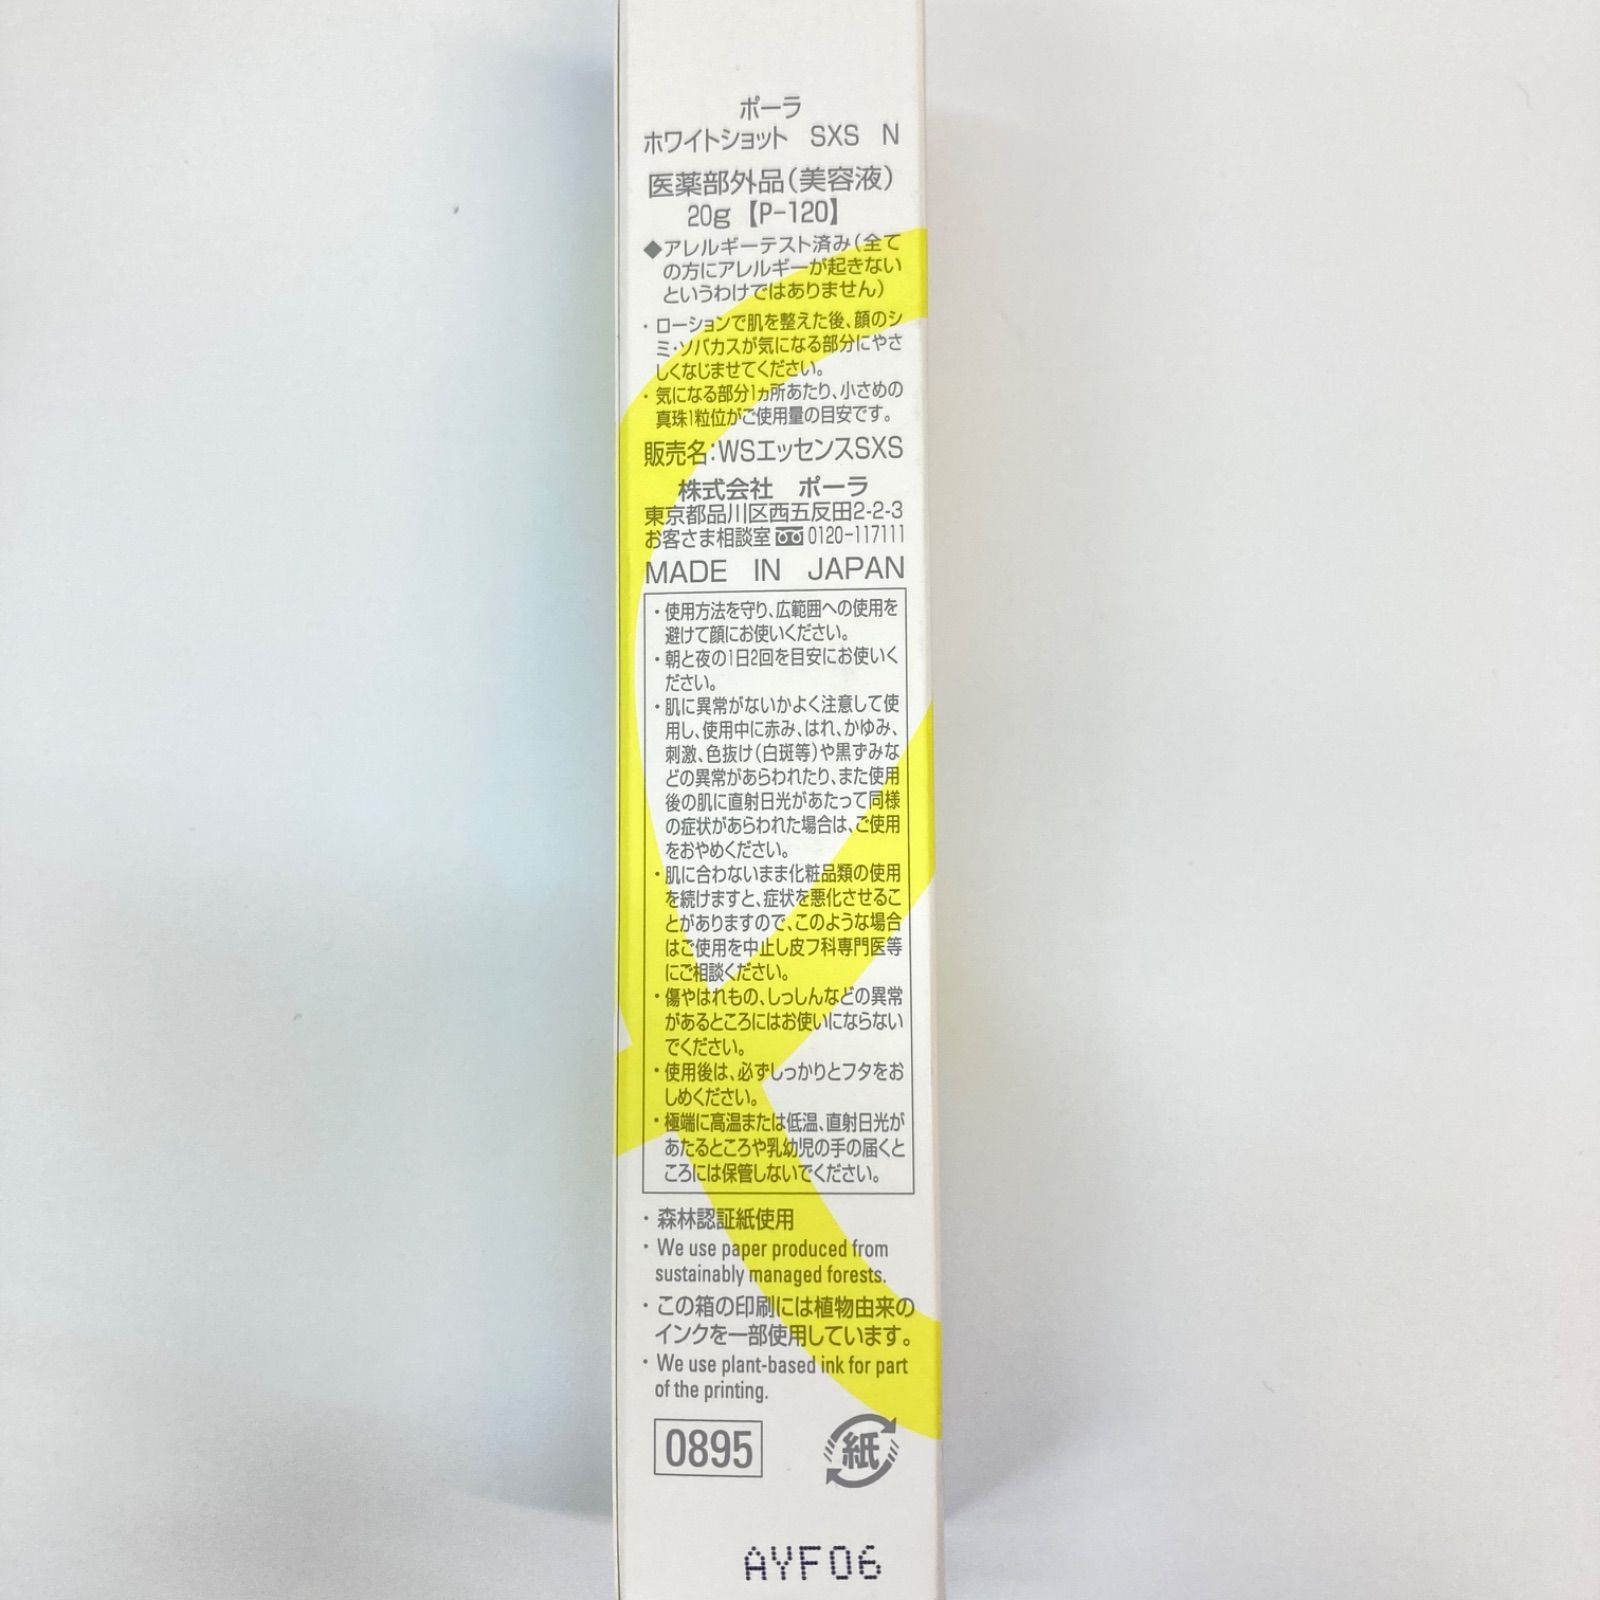 ポーラ
ホワイトショット SXS N
医薬部外品(美容液)
20g【P-120】
◆アレルギーテスト済み(全て
の方にアレルギーが起きない
というわけではありません)
・ローションで肌を整えた後、顔のシ
ミ・ソバカスが気になる部分にやさ
しくなじませてください。
・気になる部分1ヵ所あたり、小さめの
真珠1粒位がご使用量の目安です。
販売名:WSエッセンスSXS
株式会社 ポーラ
東京都品川区西五反田2-2-3
お客さま相談室 0120-117111
MADE IN JAPAN
・使用方法を守り、広範囲への使用を
避けて顔にお使いください。
・朝と夜の1日2回を目安にお使いく
ださい。
・肌に異常がないかよく注意して使
用し、使用中に赤み、はれ、かゆみ、
刺激、色抜け(白斑等)や黒ずみな
どの異常があらわれたり、また使用
後の肌に直射日光があたって同様
の症状があらわれた場合は、ご使用
をおやめください。
・肌に合わないまま化粧品類の使用
を続けますと、症状を悪化させるこ
とがありますので、このような場合
はご使用を中止し皮フ科専門医等
にご相談ください。
・傷やはれもの、しっしんなどの異常
があるところにはお使いにならない
でください。
・使用後は、必ずしっかりとフタをお
しめください。
・極端に高温または低温、直射日光が
あたるところや乳幼児の手の届くと
ころには保管しないでください。
・森林認証紙使用
・We use paper produced from
sustainably managed forests.
・この箱の印刷には植物由来の
インクを一部使用しています。
・We use plant-based ink for part
of the printing.
0895
紙
AYF06